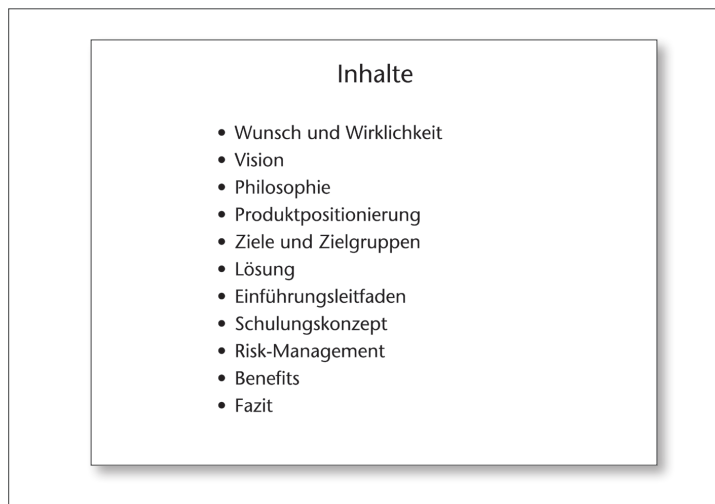 Inhalte
• Wunsch und Wirklichkeit
• Vision
• Philosophie
• Produktpositionierung
• Ziele und Zielgruppen
• Lösung
• Einführungsleitfaden
• Schulungskonzept
• Risk-Management
• Benefits
• Fazit